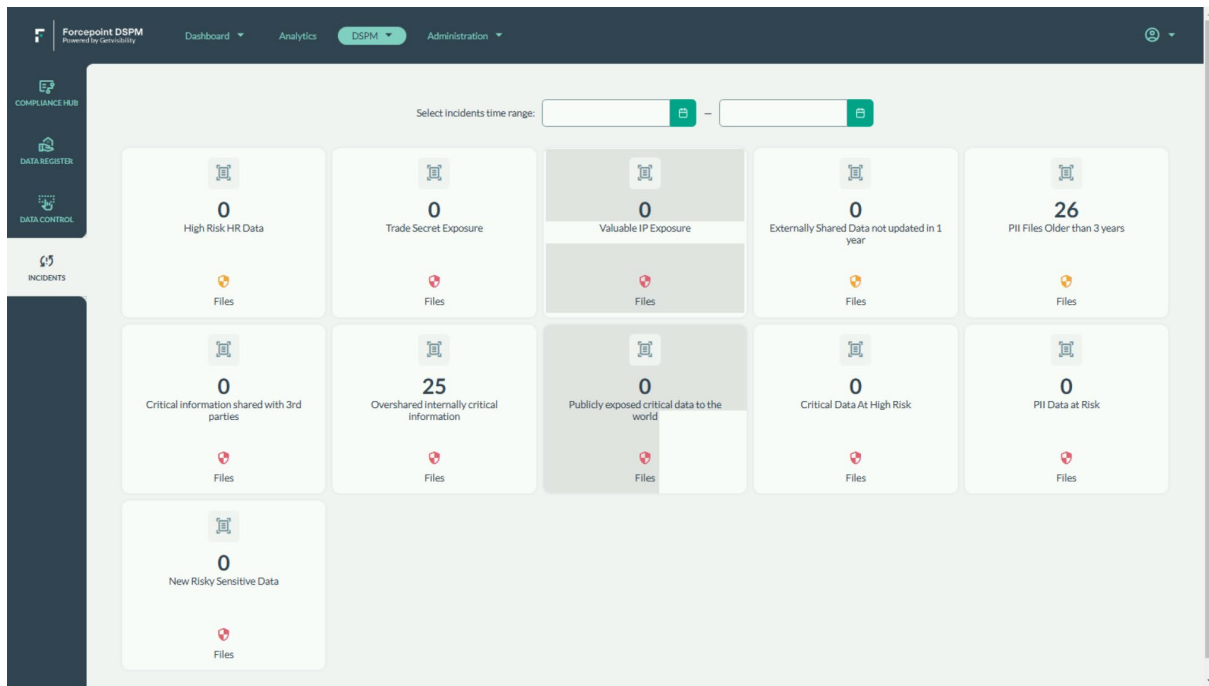 Forcepoint DSPM
Powered by Getvisibility
Dashboard
Analytics
DSPM
Administration
COMPLIANCE HUB
DATA REGISTER
DATA CONTROL
INCIDENTS
Select incidents time range:
–
0
High Risk HR Data
Files
0
Trade Secret Exposure
Files
0
Valuable IP Exposure
Files
0
Externally Shared Data not updated in 1
year
Files
26
PII Files Older than 3 years
Files
0
Critical information shared with 3rd
parties
Files
25
Overshared internally critical
information
Files
0
Publicly exposed critical data to the
world
Files
0
Critical Data At High Risk
Files
0
PII Data at Risk
Files
0
New Risky Sensitive Data
Files